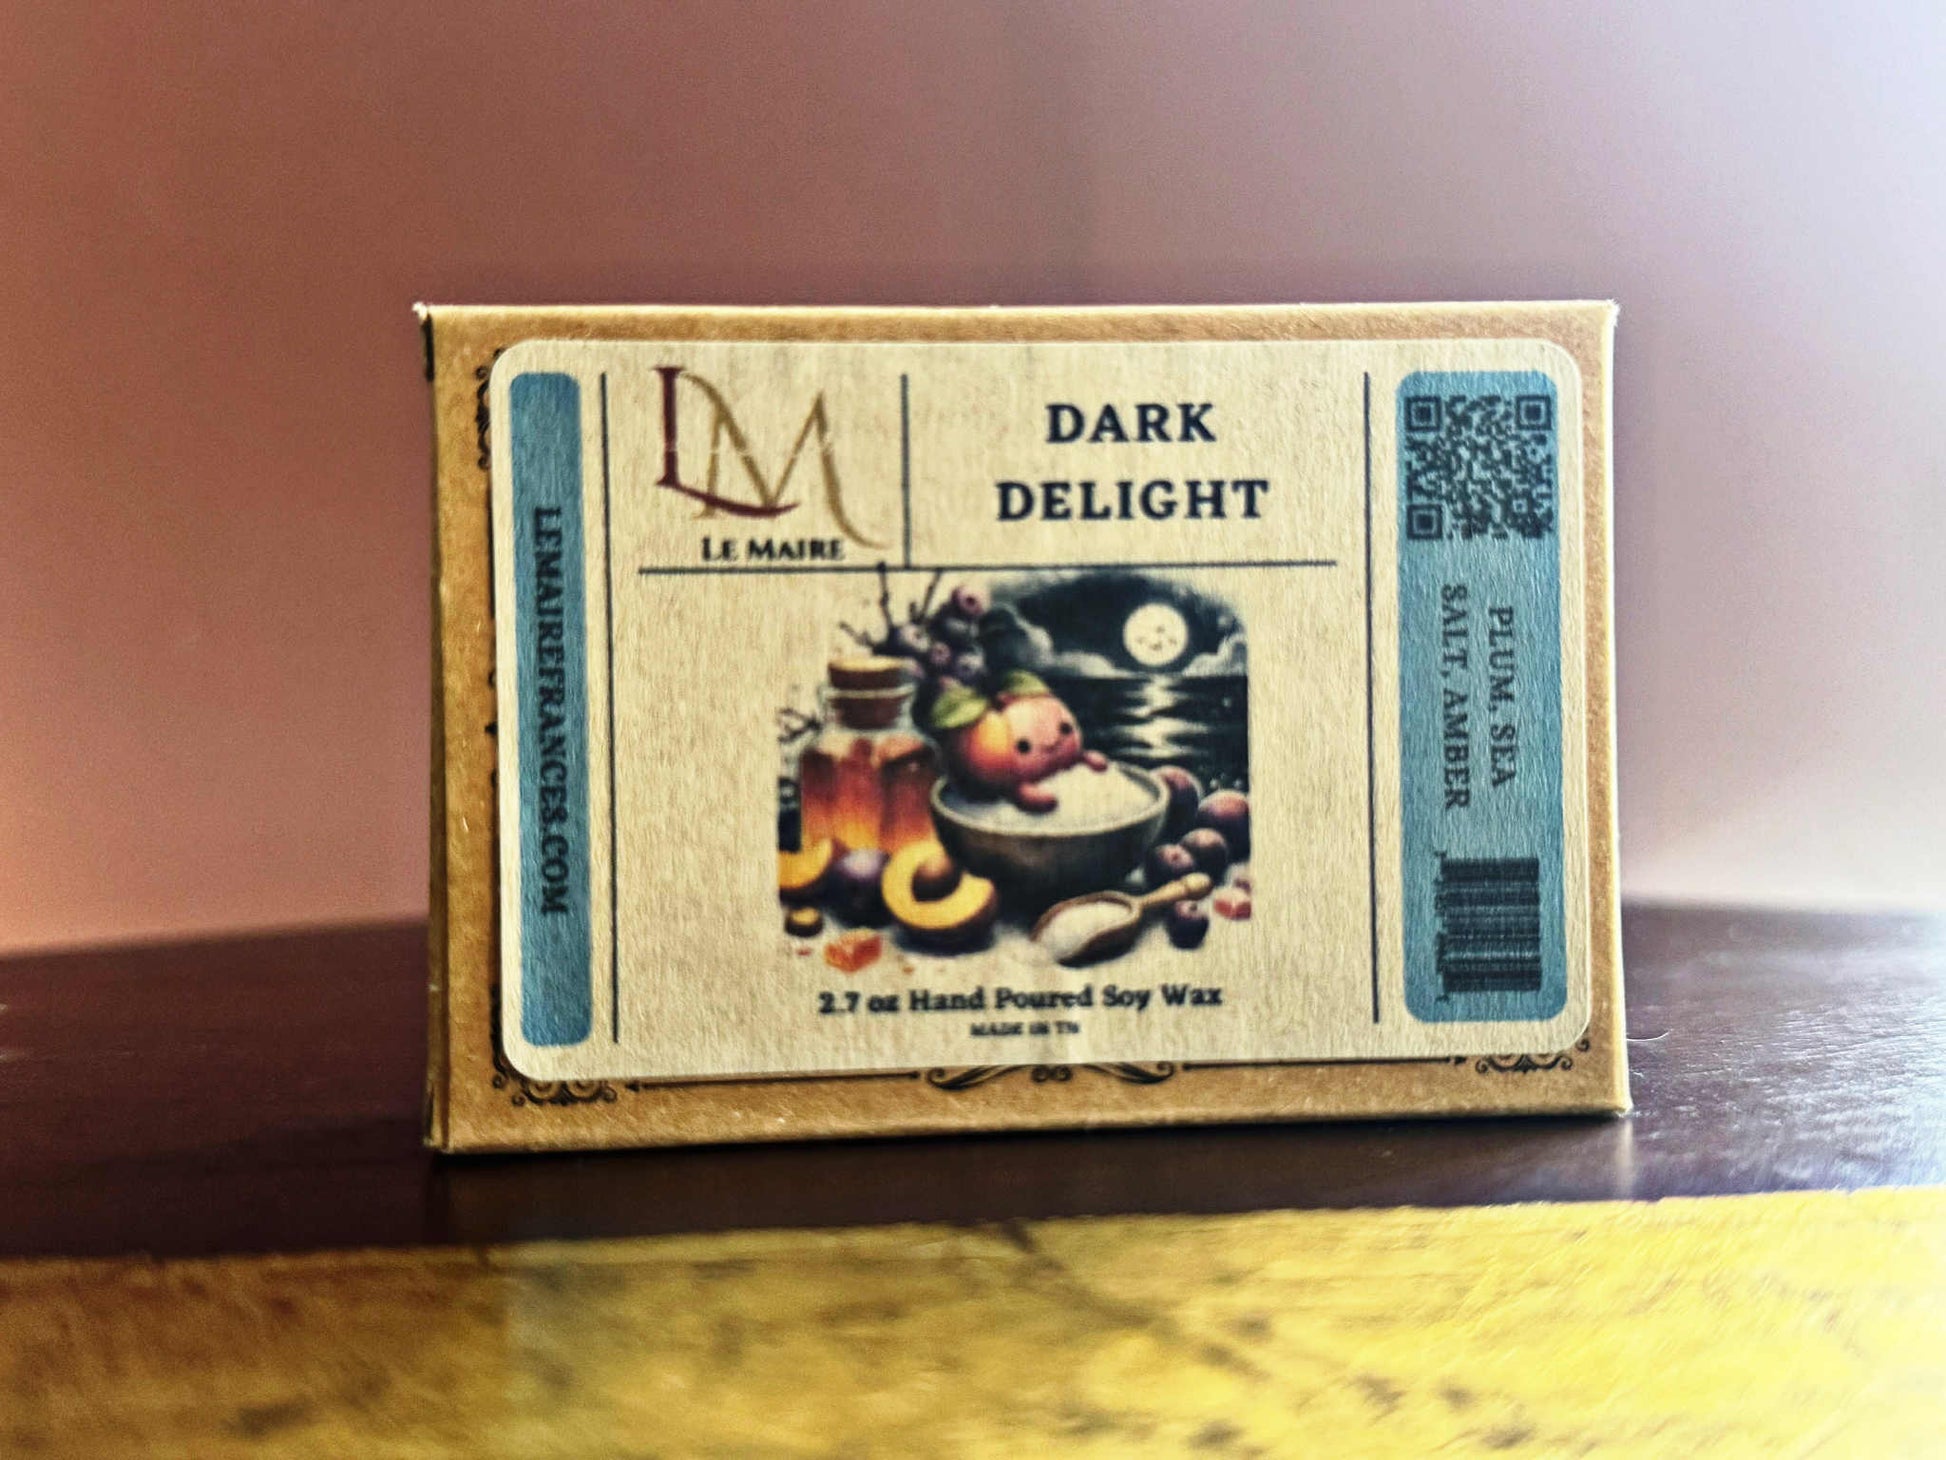 LEMAIREFRANCES.COM
LM
LE MAIRE
DARK
DELIGHT
2.7 oz Hand Poured Soy Wax
MADE IN TN
PLUM, SEA
SALT, AMBER